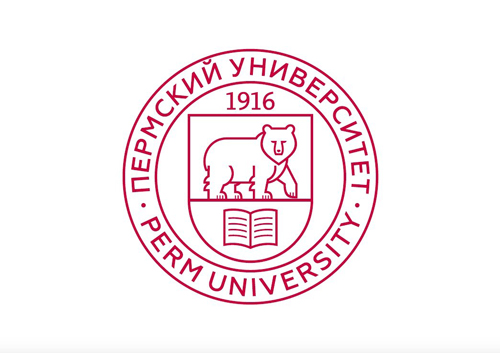 ПЕРМСКИЙ УНИВЕРСИТЕТ
1916
PERM UNIVERSITY